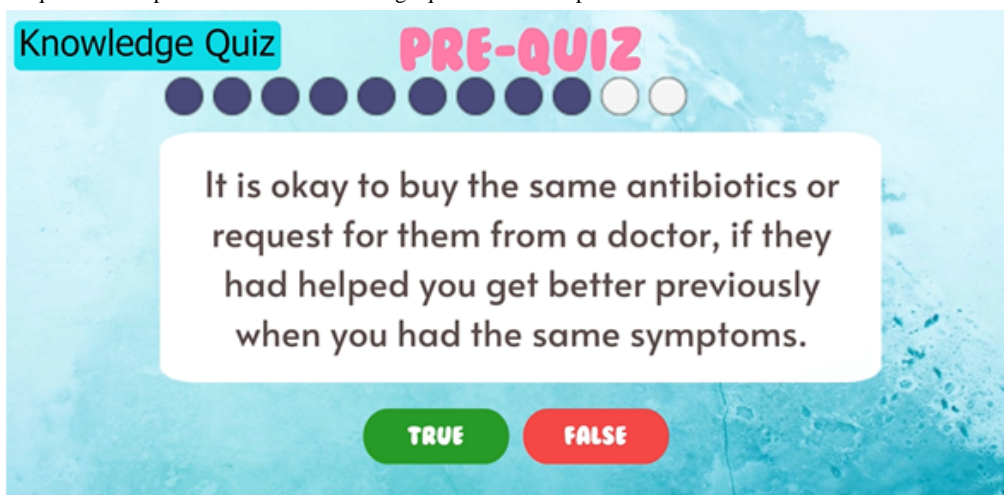 Knowledge Quiz
PRE-QUIZ
It is okay to buy the same antibiotics or
request for them from a doctor, if they
had helped you get better previously
when you had the same symptoms.
TRUE
FALSE